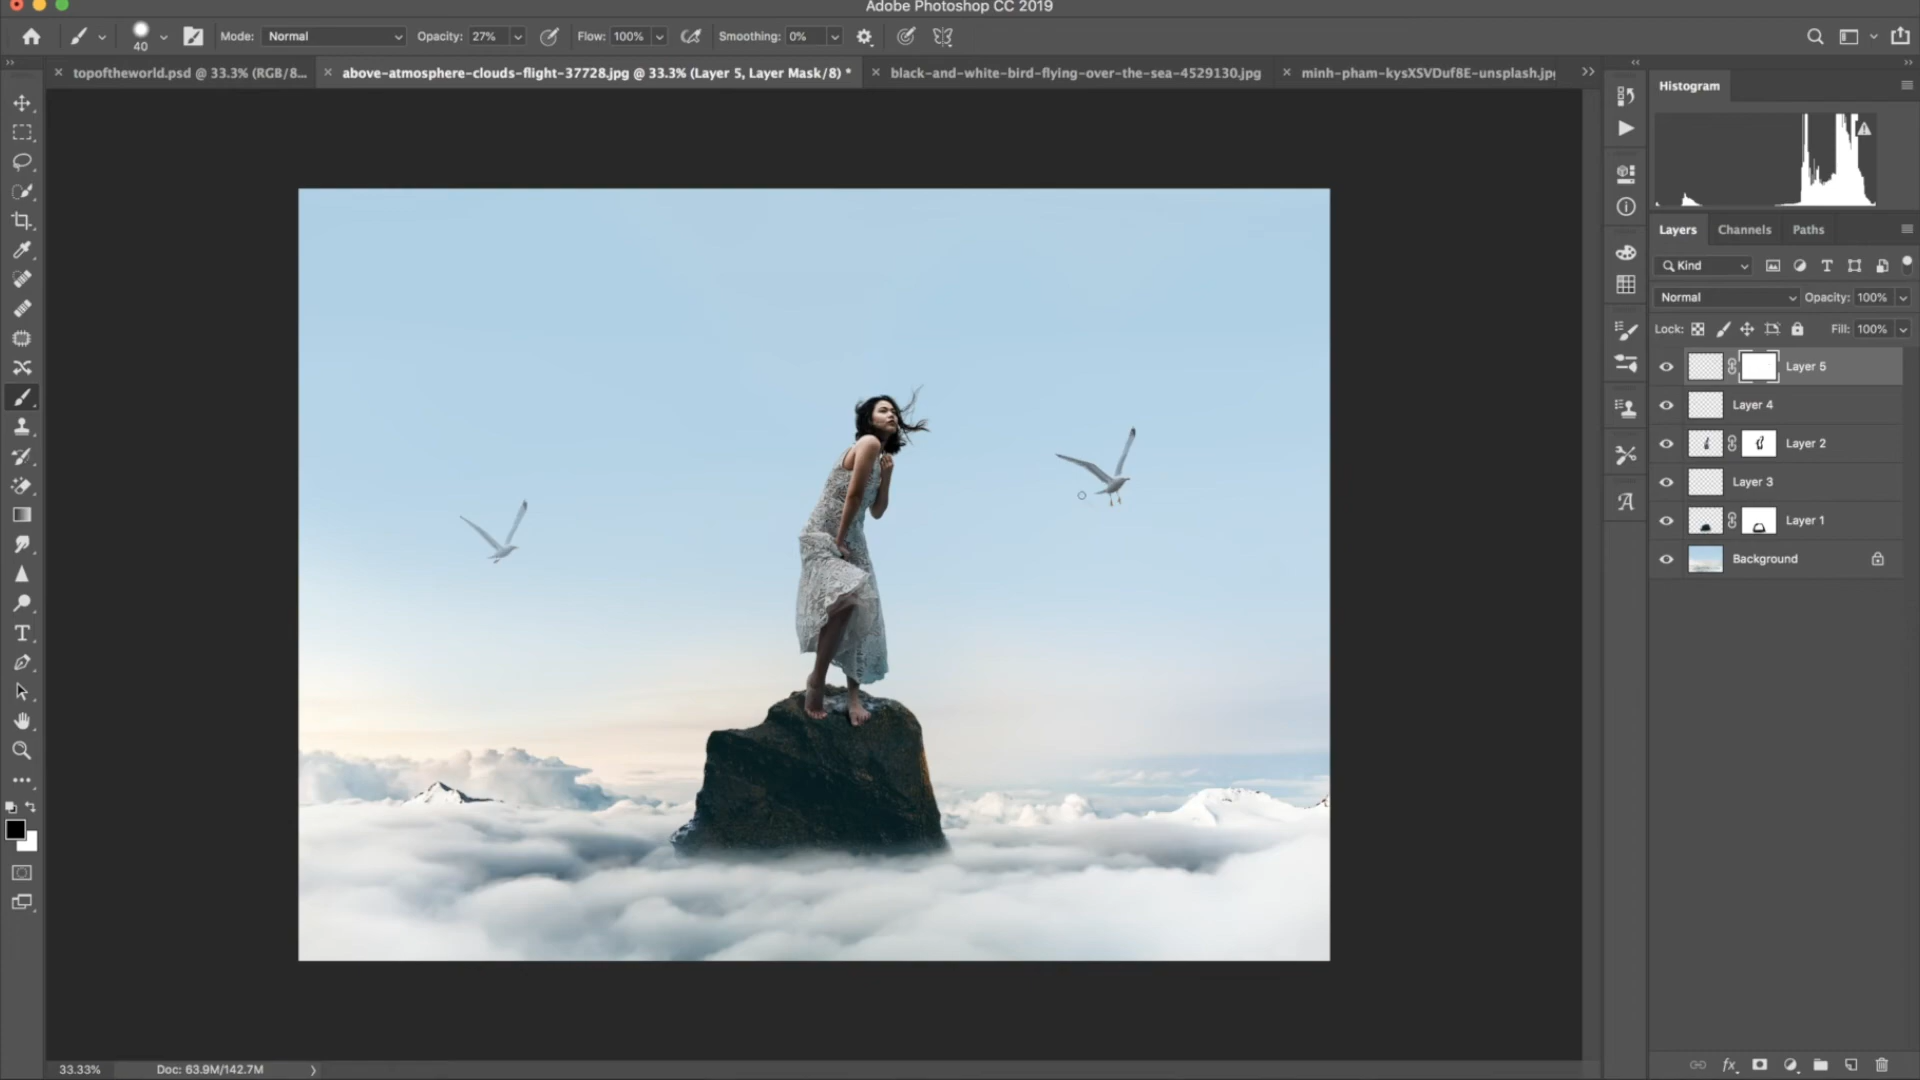 Adobe Photoshop CC 2019
40
Mode: Normal Opacity: 27% Flow: 100% Smoothing: 0%
topoftheworld.psd @ 33.3% (RGB/8...
above-atmosphere-clouds-flight-37728.jpg @ 33.3% (Layer 5, Layer Mask/8) *
black-and-white-bird-flying-over-the-sea-4529130.jpg
minh-pham-kysXSVDuf8E-unsplash.jpg
Histogram
Layers Channels Paths
Kind
Normal Opacity: 100%
Lock: Fill: 100%
Layer 5
Layer 4
Layer 2
Layer 3
Layer 1
Background
fx
33.33% Doc: 63.9M/142.7M